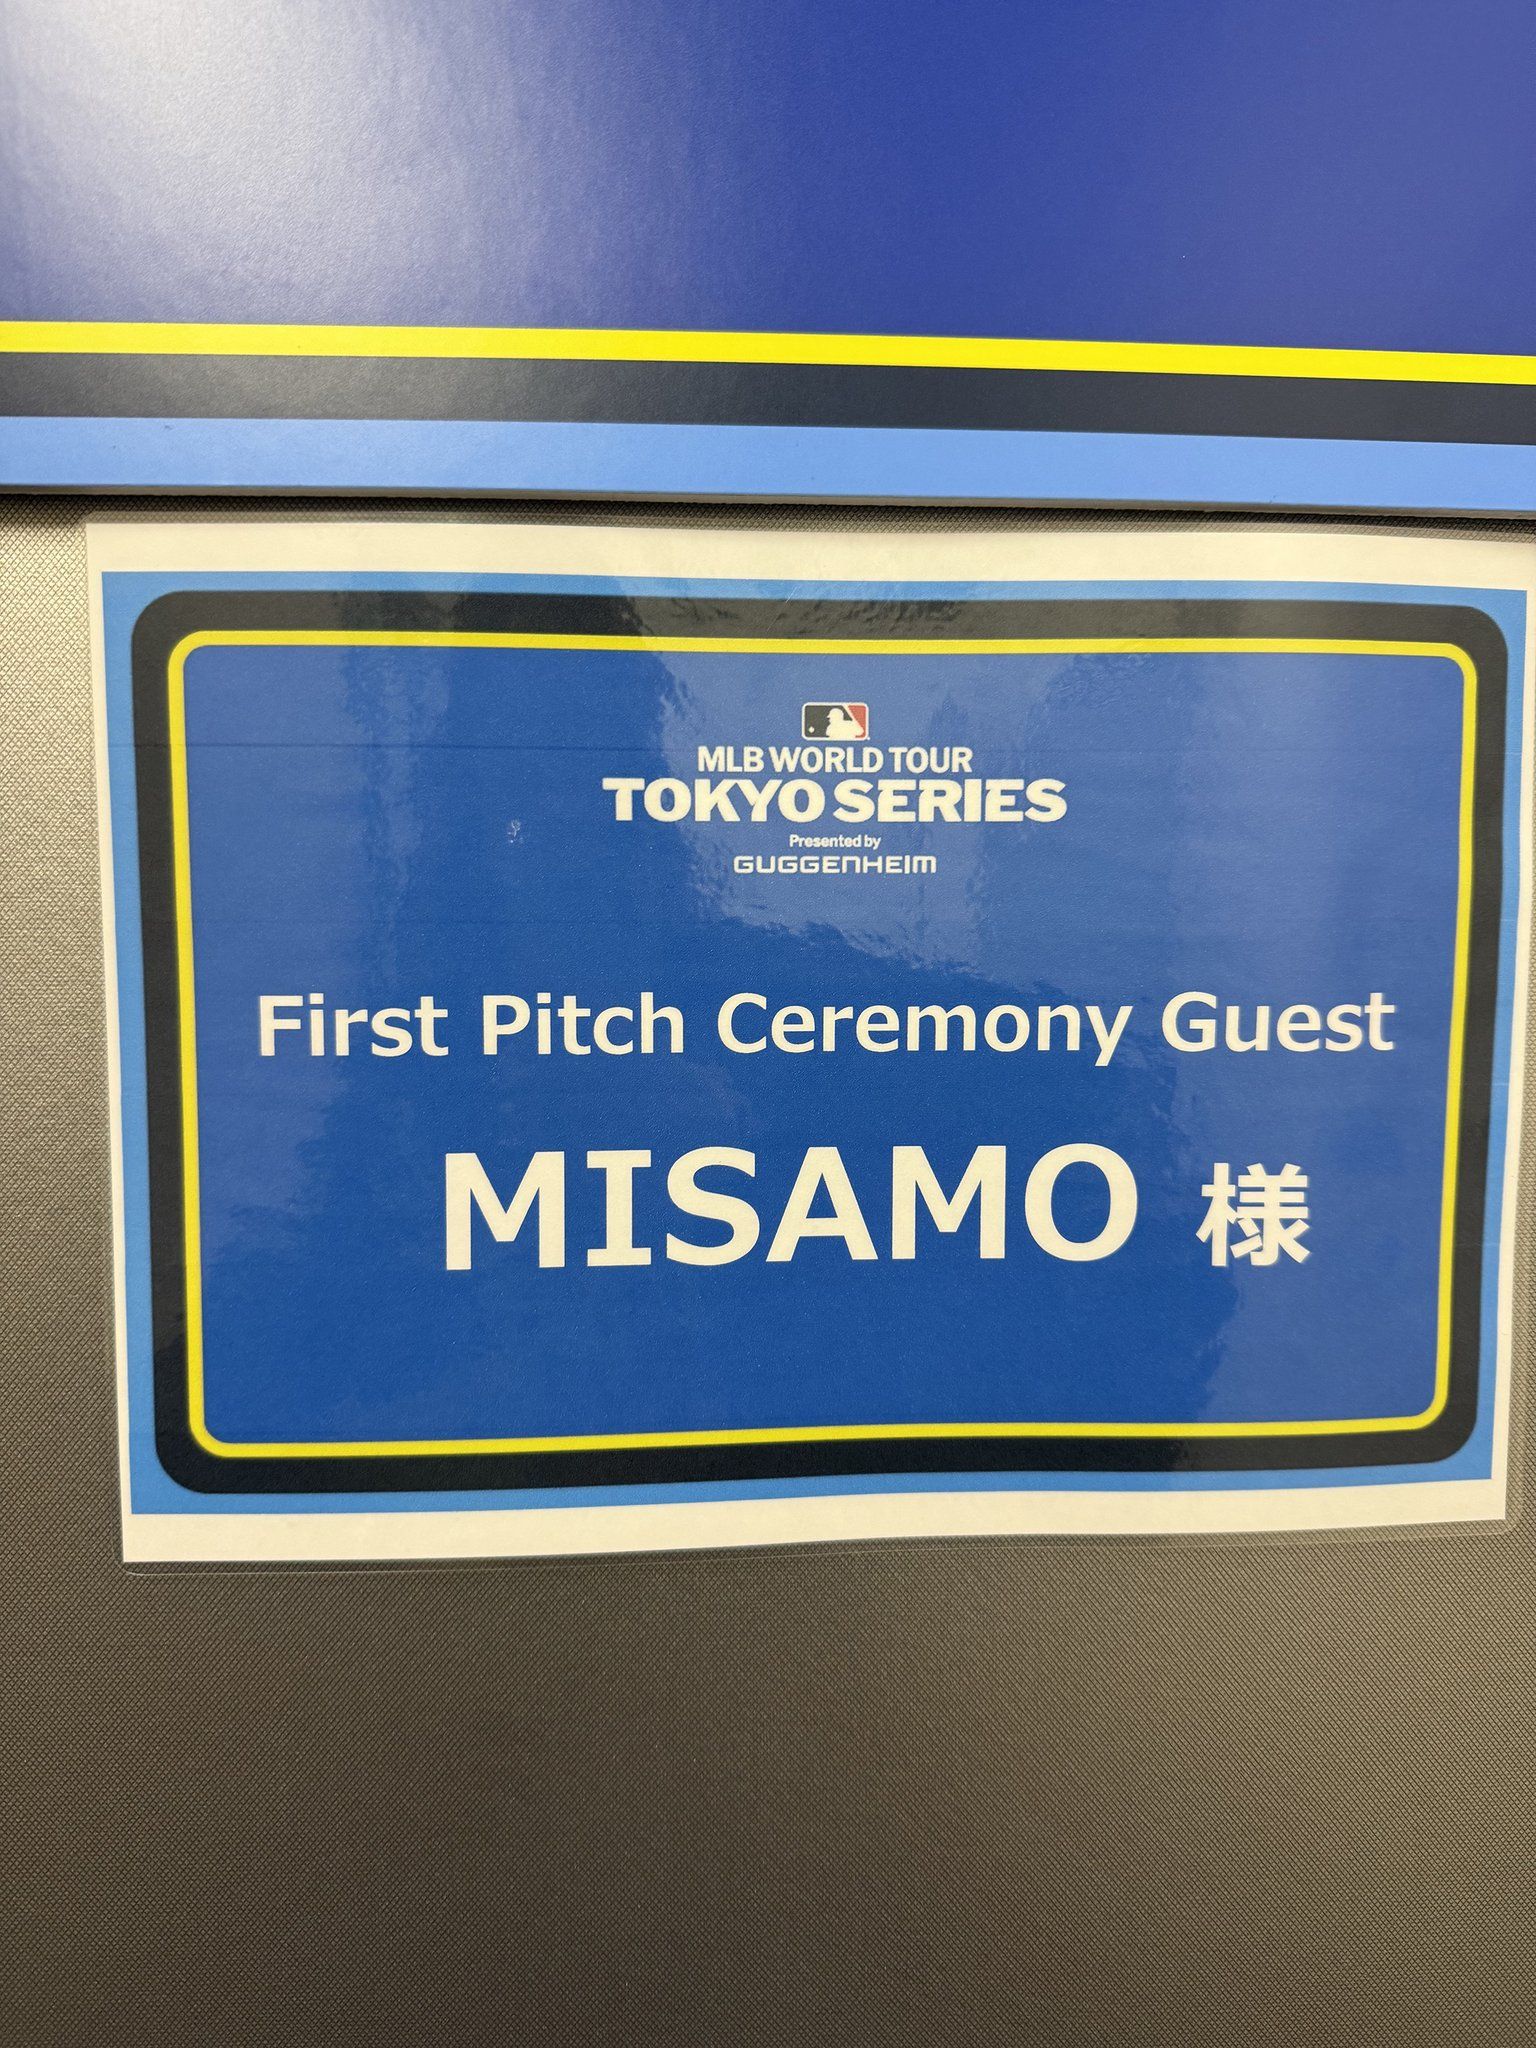 MLB WORLD TOUR
TOKYO SERIES
Presented by
GUGGENHEIM
First Pitch Ceremony Guest
MISAMO 様